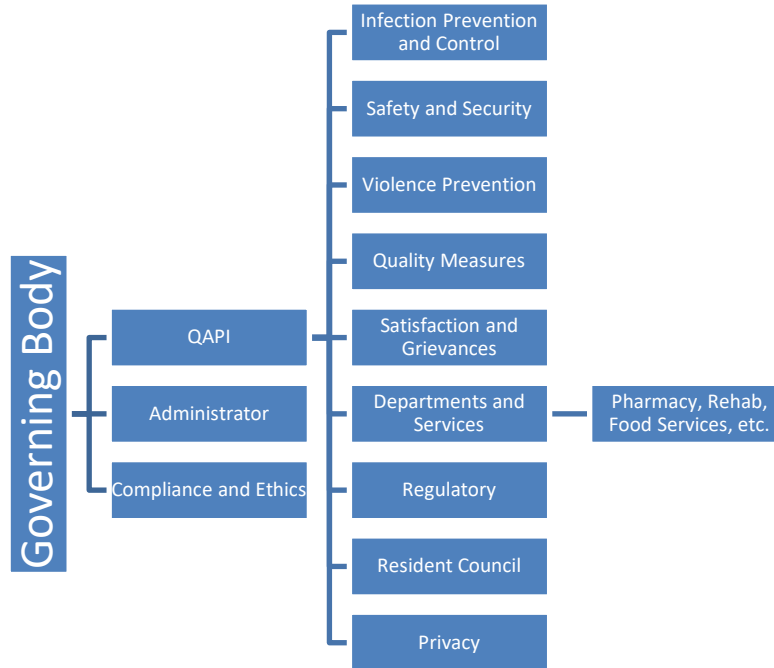 Governing Body
QAPI
Administrator
Compliance and Ethics
Infection Prevention
and Control
Safety and Security
Violence Prevention
Quality Measures
Satisfaction and
Grievances
Departments and
Services
Regulatory
Resident Council
Privacy
Pharmacy, Rehab,
Food Services, etc.